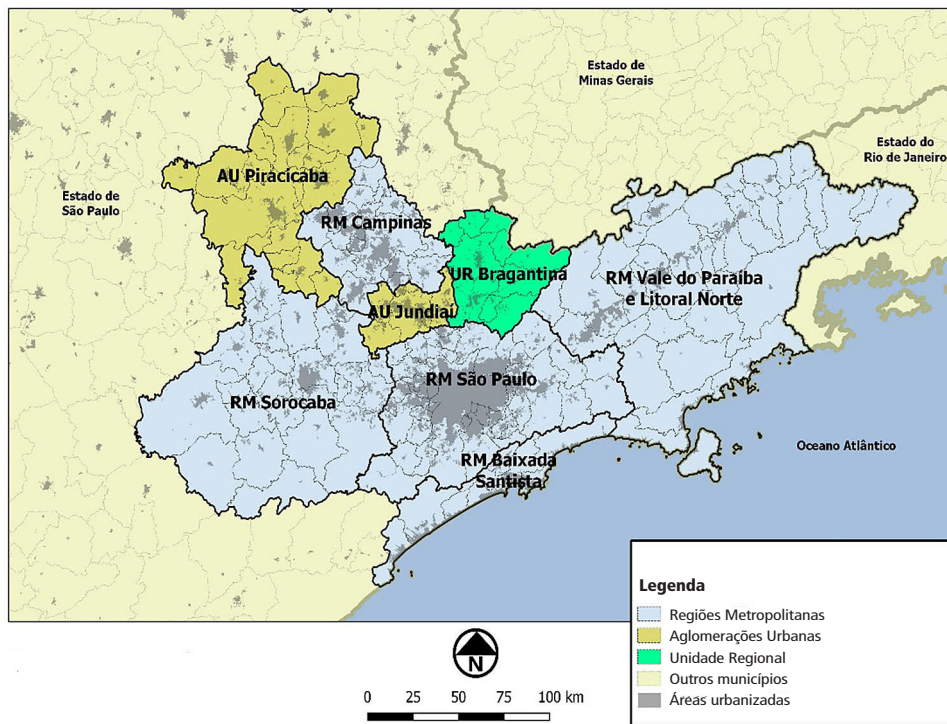 Estado de
Minas Gerais
Estado do
Rio de Janeiro
AU Piracicaba
Estado de
São Paulo
RM Campinas
UR Bragantina
RM Vale do Paraíba
e Litoral Norte
AU Jundiaí
RM São Paulo
RM Sorocaba
Oceano Atlântico
RM Baixada
Santista
Legenda
Regiões Metropolitanas
Aglomerações Urbanas
Unidade Regional
Outros municípios
Áreas urbanizadas
N
0 25 50 75 100 km